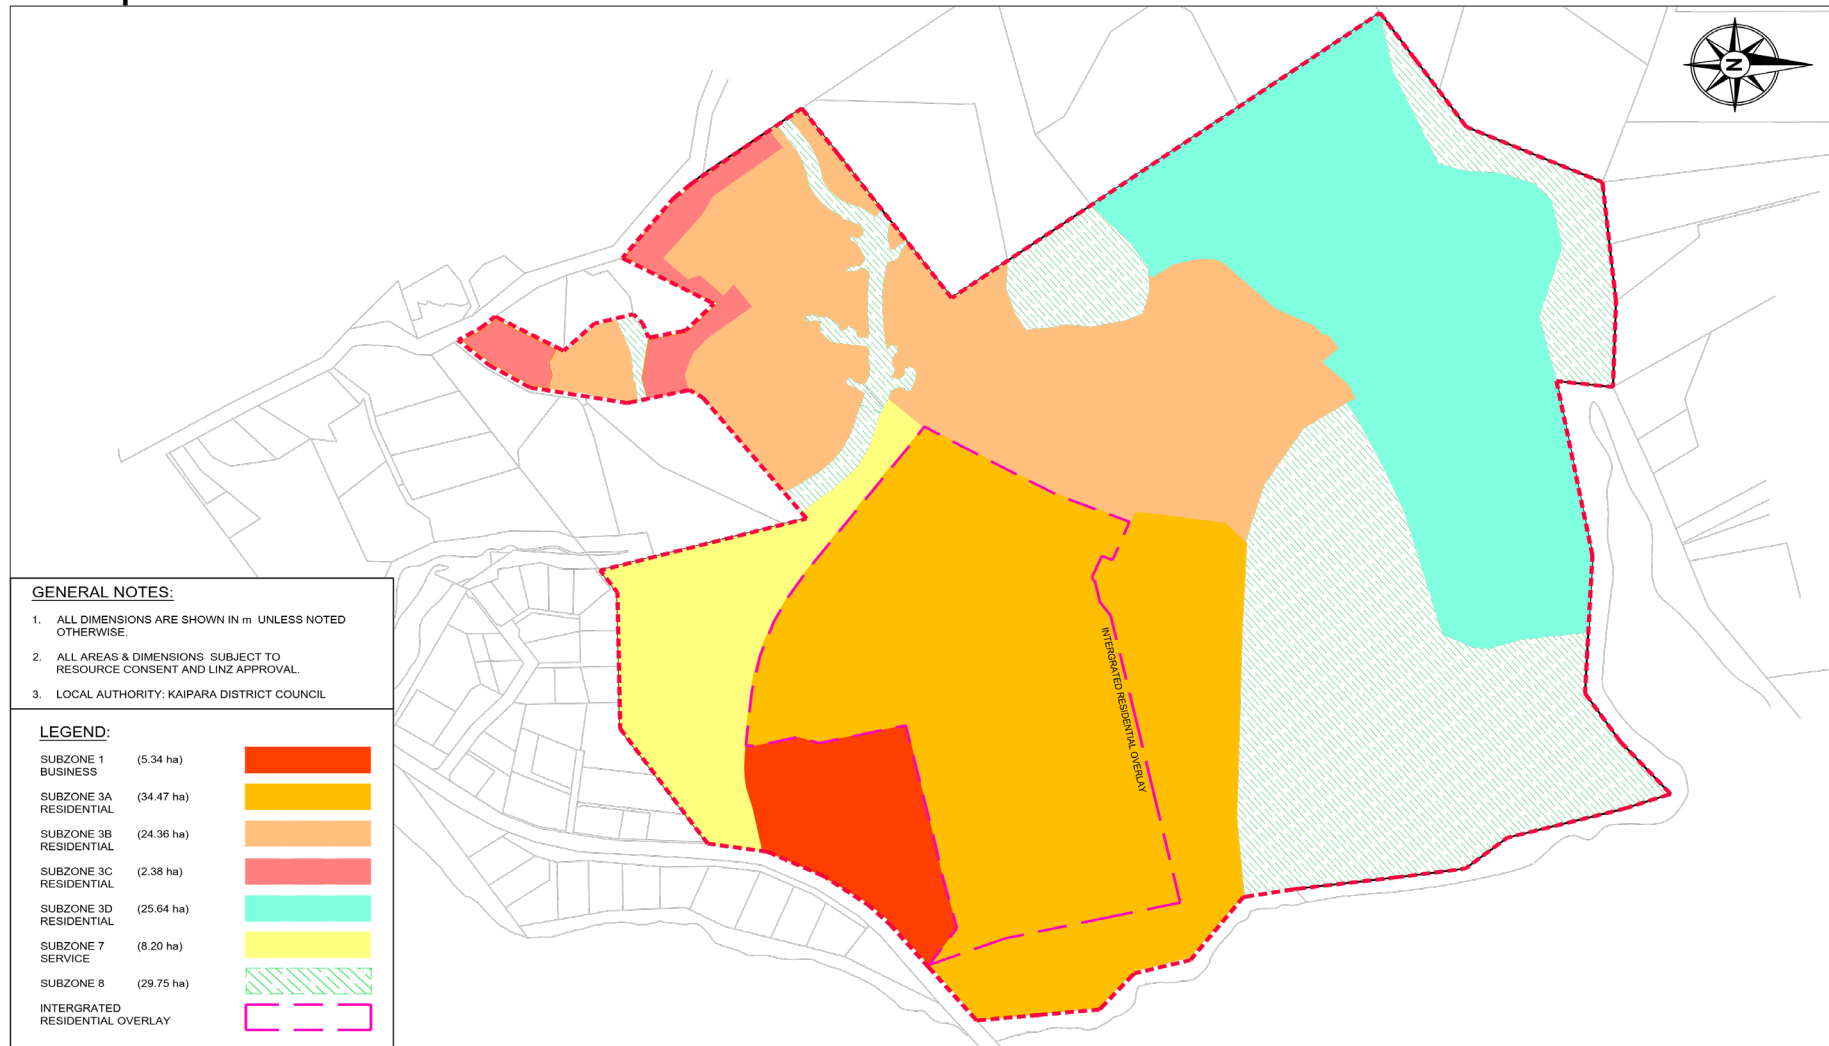 N
GENERAL NOTES:
1. ALL DIMENSIONS ARE SHOWN IN m UNLESS NOTED
OTHERWISE.
2. ALL AREAS & DIMENSIONS SUBJECT TO
RESOURCE CONSENT AND LINZ APPROVAL.
3. LOCAL AUTHORITY: KAIPARA DISTRICT COUNCIL
LEGEND:
SUBZONE 1 (5.34 ha)
BUSINESS
SUBZONE 3A (34.47 ha)
RESIDENTIAL
SUBZONE 3B (24.36 ha)
RESIDENTIAL
SUBZONE 3C (2.38 ha)
RESIDENTIAL
SUBZONE 3D (25.64 ha)
RESIDENTIAL
SUBZONE 7 (8.20 ha)
SERVICE
SUBZONE 8 (29.75 ha)
INTERGRATED
RESIDENTIAL OVERLAY
INTERGRATED RESIDENTIAL OVERLAY